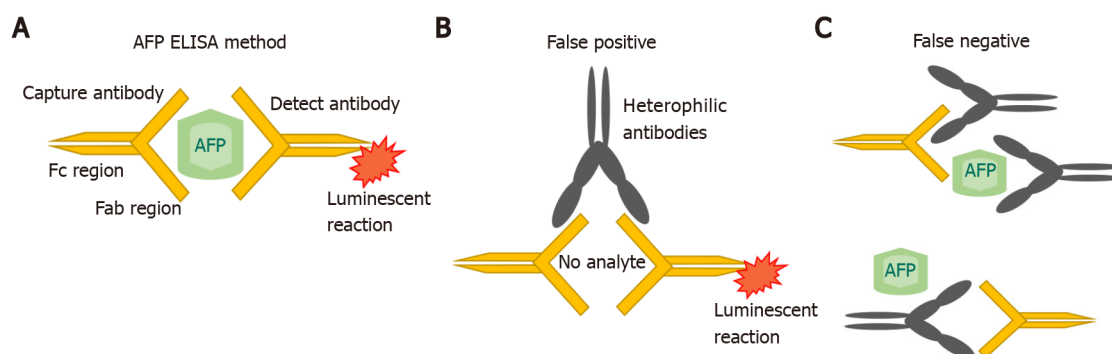 A
AFP ELISA method
Capture antibody
Detect antibody
AFP
Fc region
Fab region
Luminescent
reaction
B
False positive
Heterophilic
antibodies
No analyte
Luminescent
reaction
C
False negative
AFP
AFP